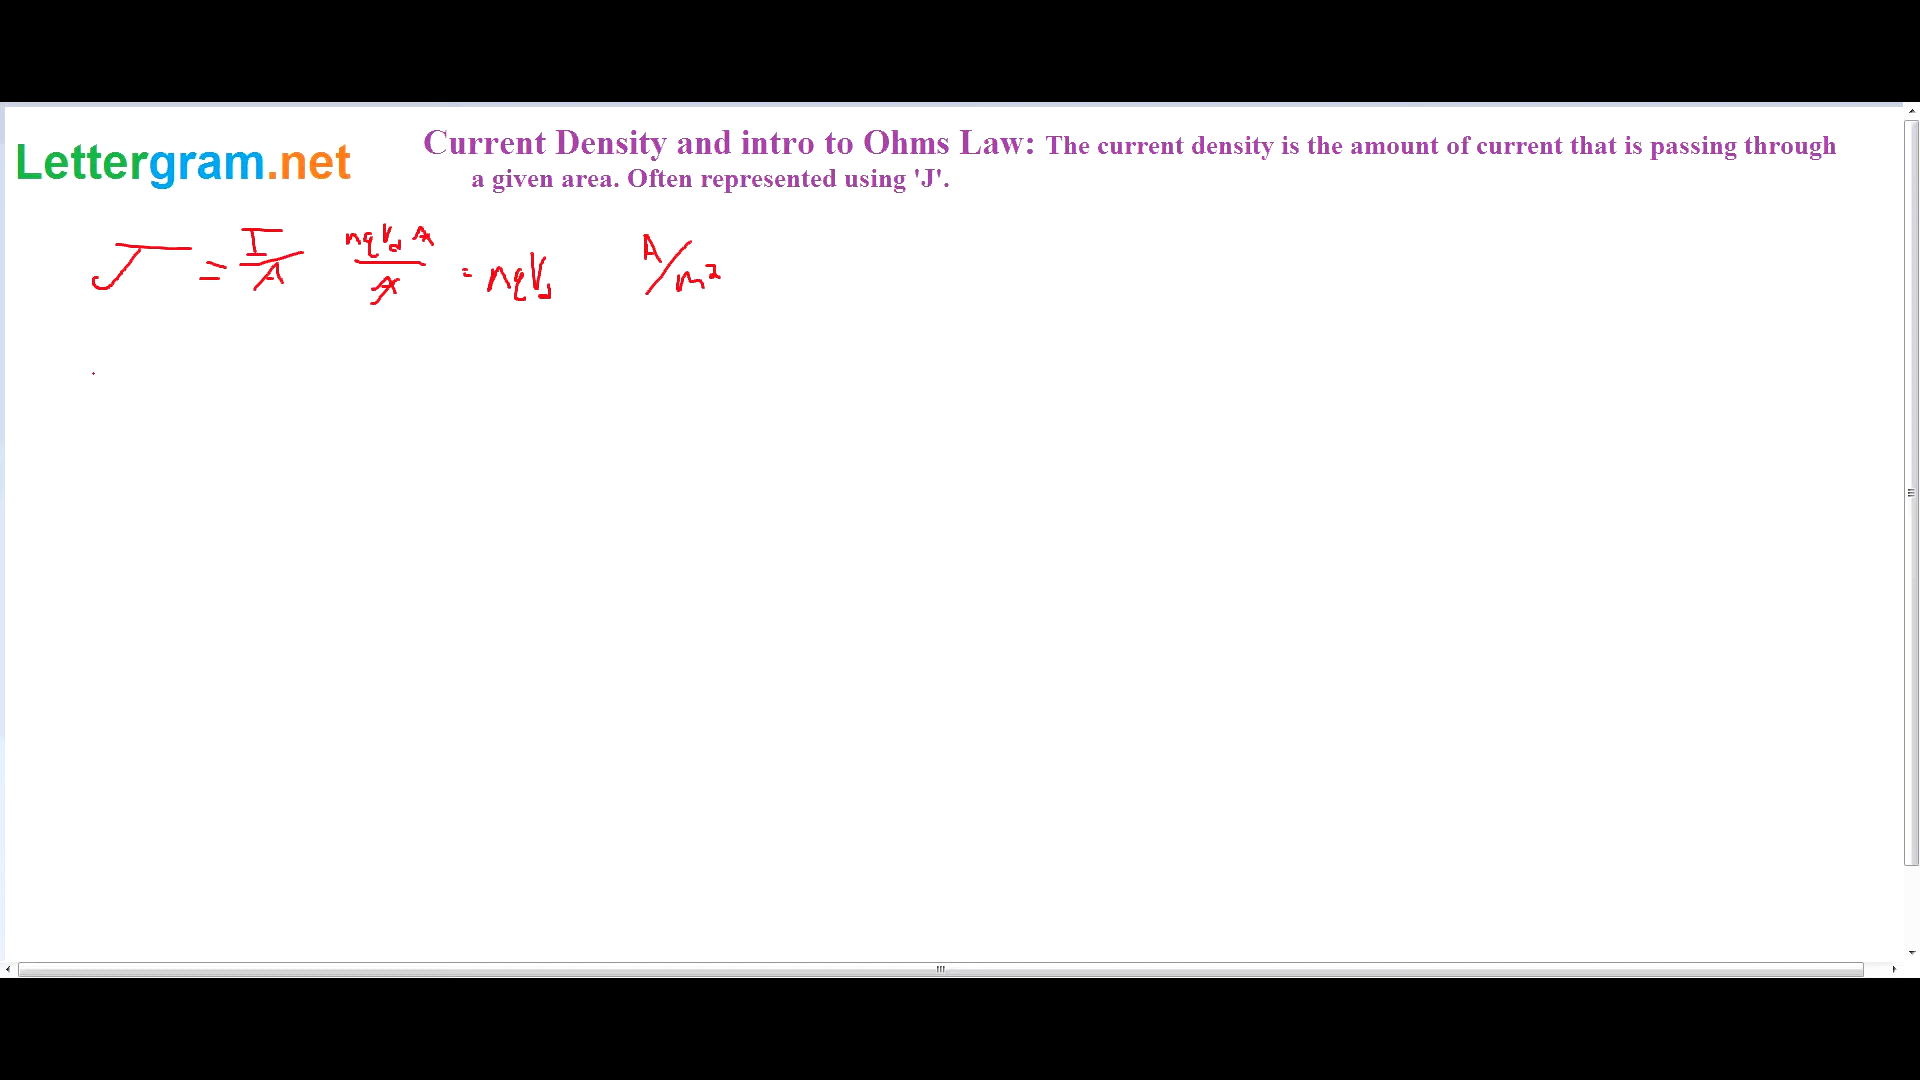 Lettergram.net
Current Density and intro to Ohms Law: The current density is the amount of current that is passing through
a given area. Often represented using 'J'.
J = I/A nqVd A/A = nqVd A/m²